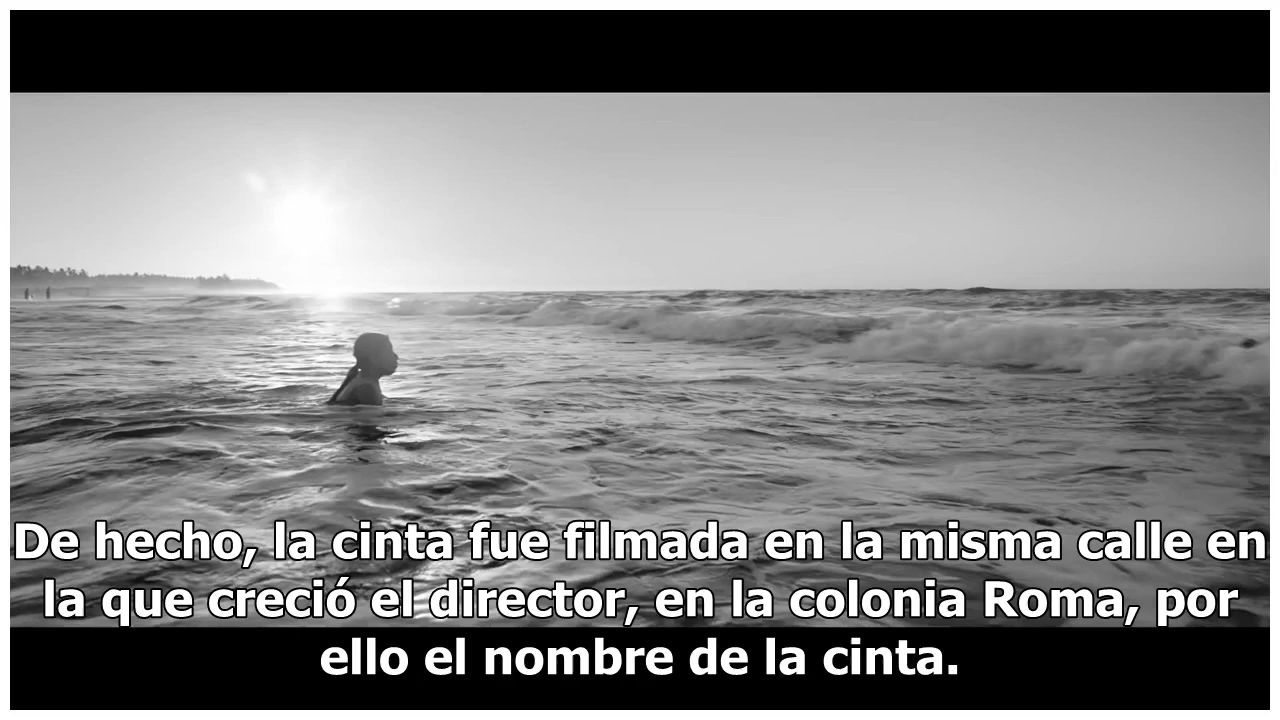 De hecho, la cinta fue filmada en la misma calle en
la que creció el director, en la colonia Roma, por
ello el nombre de la cinta.